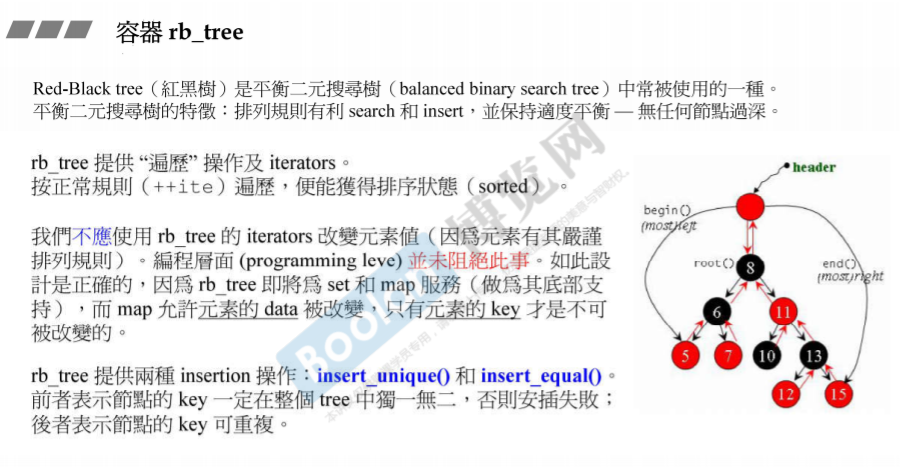 容器 rb_tree
Red-Black tree（紅黑樹）是平衡二元搜尋樹（balanced binary search tree）中常被使用的一種。
平衡二元搜尋樹的特徵：排列規則有利 search 和 insert，並保持適度平衡 — 無任何節點過深。
rb_tree 提供 “遍歷” 操作及 iterators。
按正常規則（++ite）遍歷，便能獲得排序狀態（sorted）。
我們不應使用 rb_tree 的 iterators 改變元素值（因為元素有其嚴謹
排列規則）。編程層面 (programming leve) 並未阻絕此事。如此設
計是正確的，因為 rb_tree 即將為 set 和 map 服務（做為其底部支
持），而 map 允許元素的 data 被改變，只有元素的 key 才是不可
被改變的。
rb_tree 提供兩種 insertion 操作：insert_unique() 和 insert_equal()。
前者表示節點的 key 一定在整個 tree 中獨一無二，否則安插失敗；
後者表示節點的 key 可重複。
header
begin()
(most)left
root()
end()
(most)right
8
6
11
5
7
10
13
12
15
Boolan
博览网